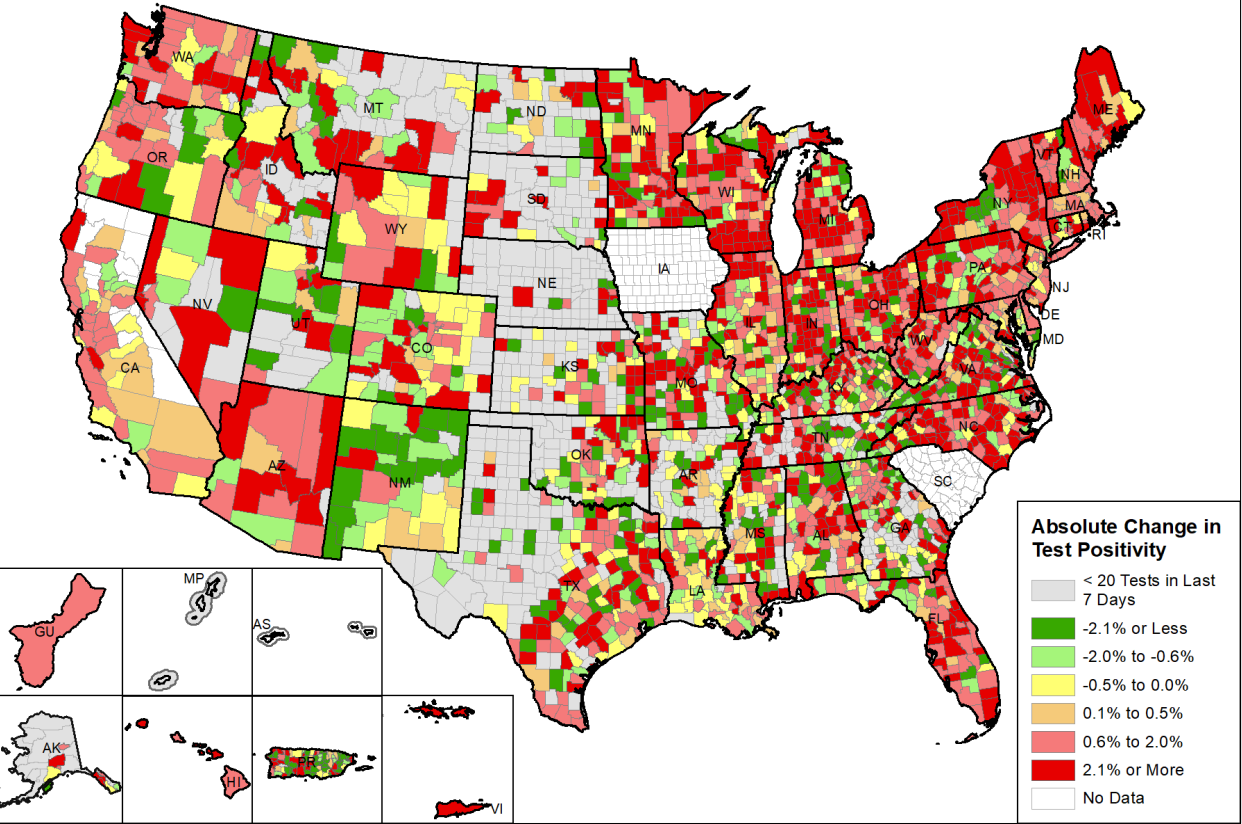 WA
MT
ND
MN
ME
OR
ID
SD
WI
VT
NH
WY
MI
NY
MA
CT
RI
NV
UT
NE
IA
PA
NJ
CA
CO
IL
IN
OH
DE
MD
KS
MO
WV
VA
KY
AZ
NM
OK
AR
TN
NC
SC
MS
AL
GA
TX
LA
FL
MP
GU
AS
AK
HI
PR
VI
Absolute Change in
Test Positivity
< 20 Tests in Last
7 Days
-2.1% or Less
-2.0% to -0.6%
-0.5% to 0.0%
0.1% to 0.5%
0.6% to 2.0%
2.1% or More
No Data